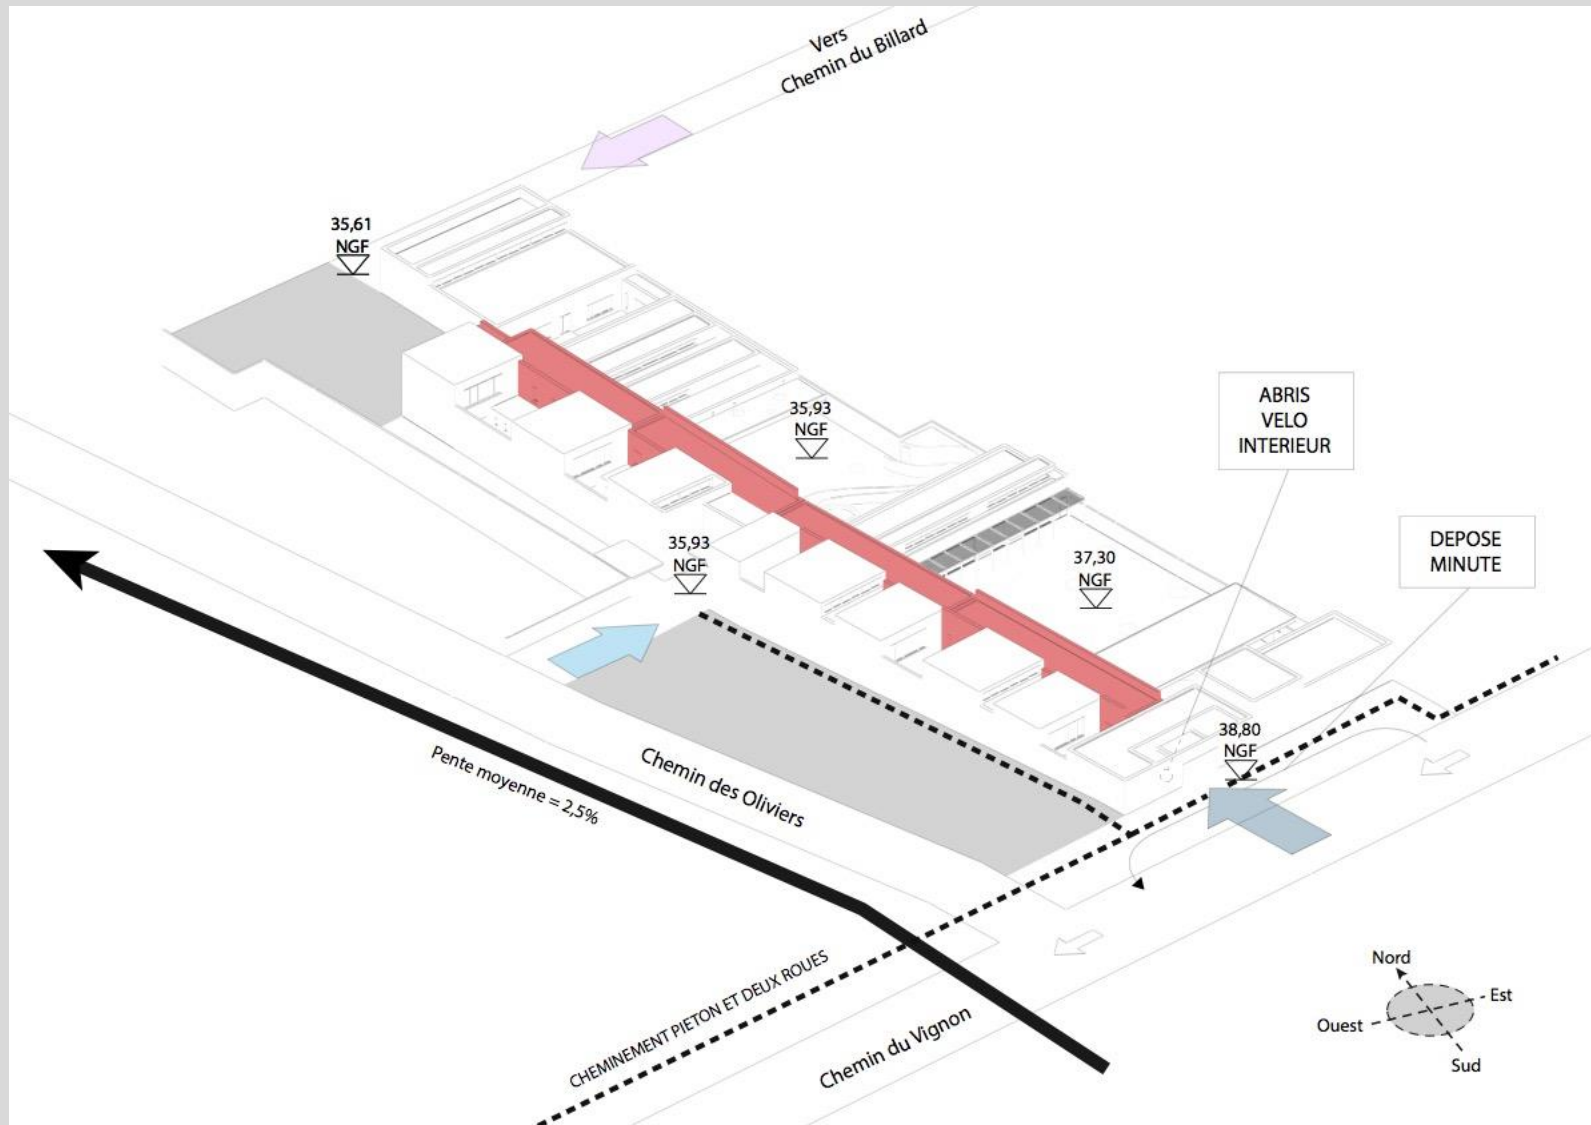 Vers
Chemin du Billard
35,61
NGF
ABRIS
VELO
INTERIEUR
35,93
NGF
DEPOSE
MINUTE
35,93
NGF
37,30
NGF
38,80
NGF
Chemin des Oliviers
Pente moyenne = 2,5%
CHEMINEMENT PIETON ET DEUX ROUES
Chemin du Vignon
Nord
Est
Ouest
Sud